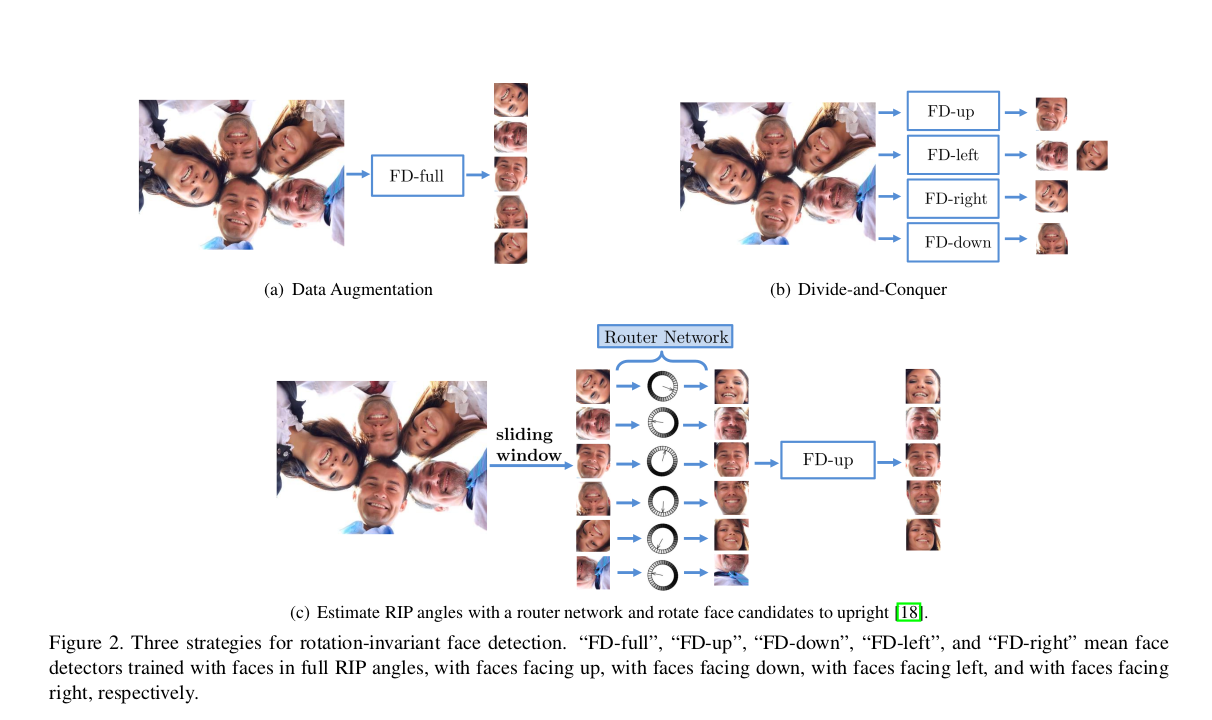 FD-full
FD-up
FD-left
FD-right
FD-down
(a) Data Augmentation
(b) Divide-and-Conquer
Router Network
sliding
window
FD-up
(c) Estimate RIP angles with a router network and rotate face candidates to upright [18].
Figure 2. Three strategies for rotation-invariant face detection. “FD-full”, “FD-up”, “FD-down”, “FD-left”, and “FD-right” mean face
detectors trained with faces in full RIP angles, with faces facing up, with faces facing down, with faces facing left, and with faces facing
right, respectively.